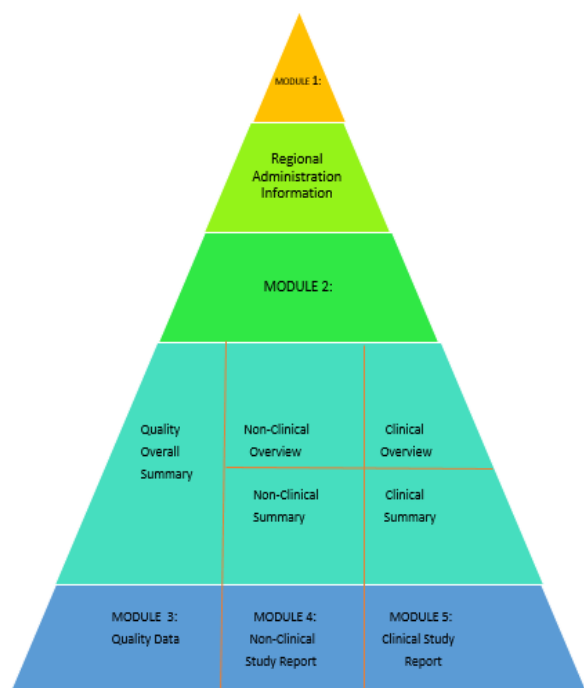 MODULE 1:
Regional
Administration
Information
MODULE 2:
Quality
Overall
Summary
Non-Clinical
Overview
Clinical
Overview
Non-Clinical
Summary
Clinical
Summary
MODULE 3:
Quality Data
MODULE 4:
Non-Clinical
Study Report
MODULE 5:
Clinical Study
Report